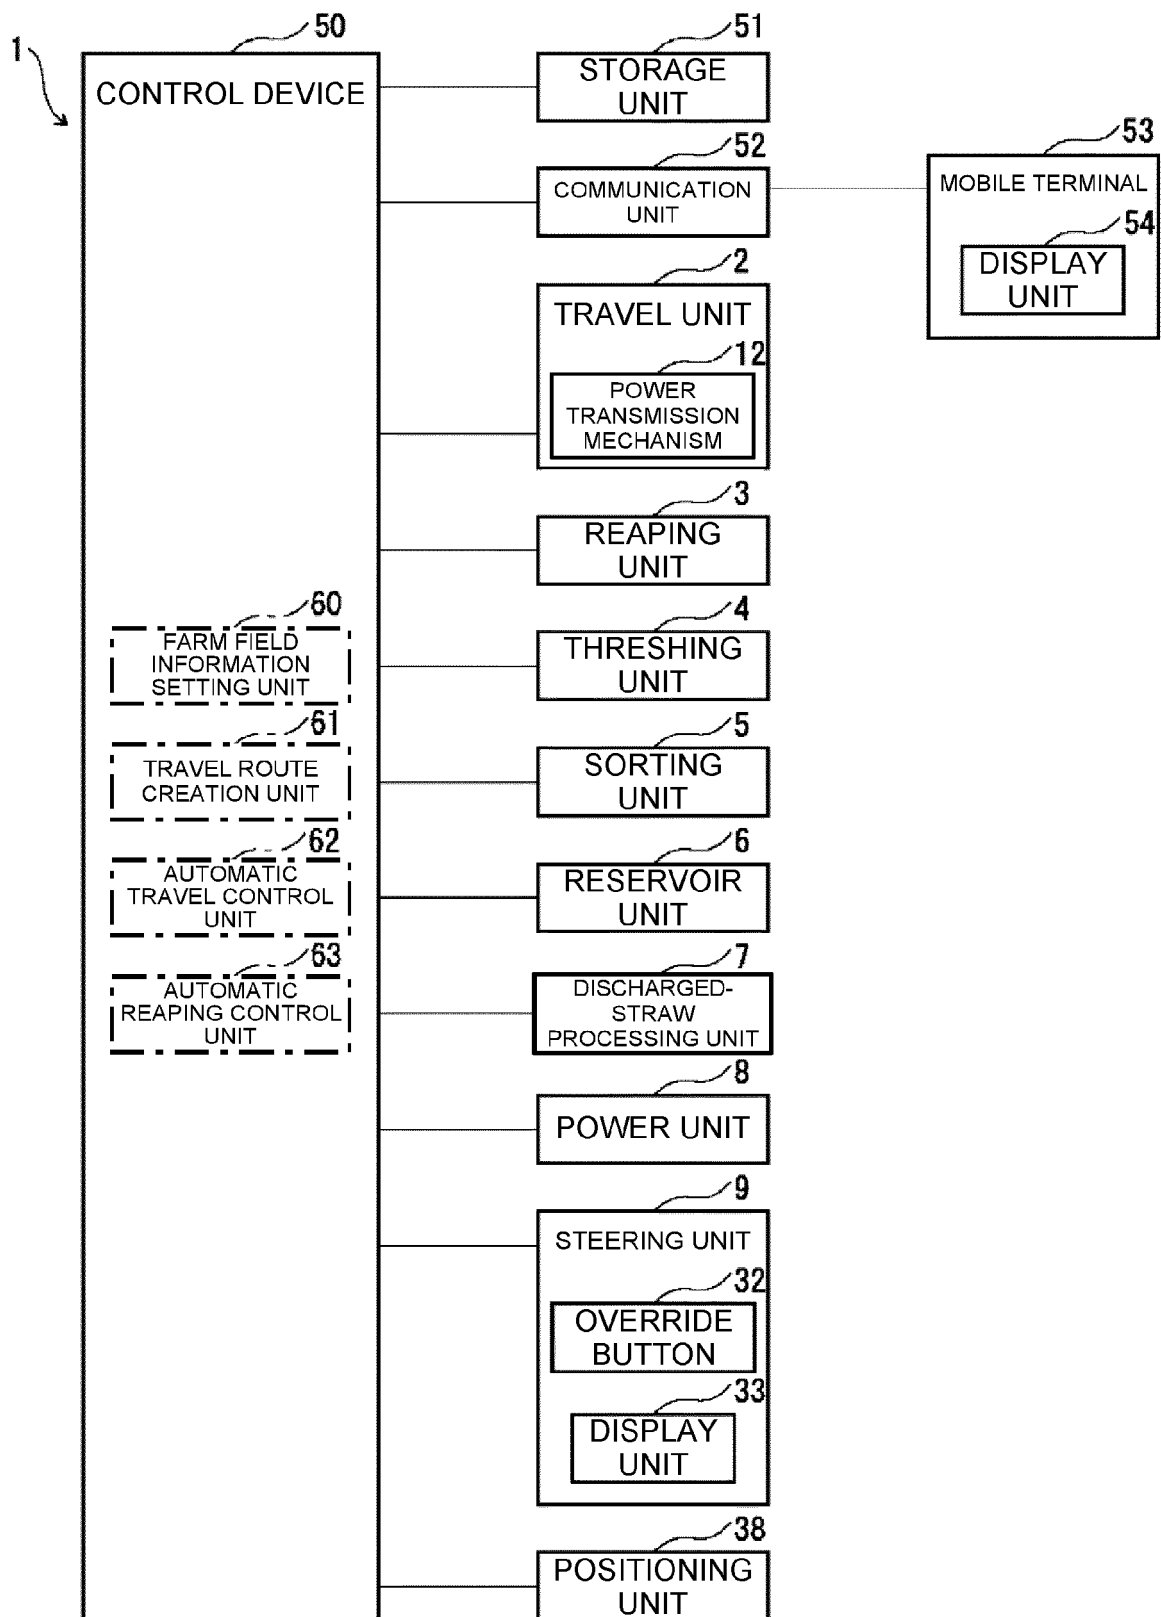 1
50
CONTROL DEVICE
51
STORAGE
UNIT
52
COMMUNICATION
UNIT
53
MOBILE TERMINAL
54
DISPLAY
UNIT
2
TRAVEL UNIT
12
POWER
TRANSMISSION
MECHANISM
3
REAPING
UNIT
60
FARM FIELD
INFORMATION
SETTING UNIT
4
THRESHING
UNIT
61
TRAVEL ROUTE
CREATION UNIT
5
SORTING
UNIT
62
AUTOMATIC
TRAVEL CONTROL
UNIT
6
RESERVOIR
UNIT
63
AUTOMATIC
REAPING CONTROL
UNIT
7
DISCHARGED-
STRAW
PROCESSING UNIT
8
POWER UNIT
9
STEERING UNIT
32
OVERRIDE
BUTTON
33
DISPLAY
UNIT
38
POSITIONING
UNIT